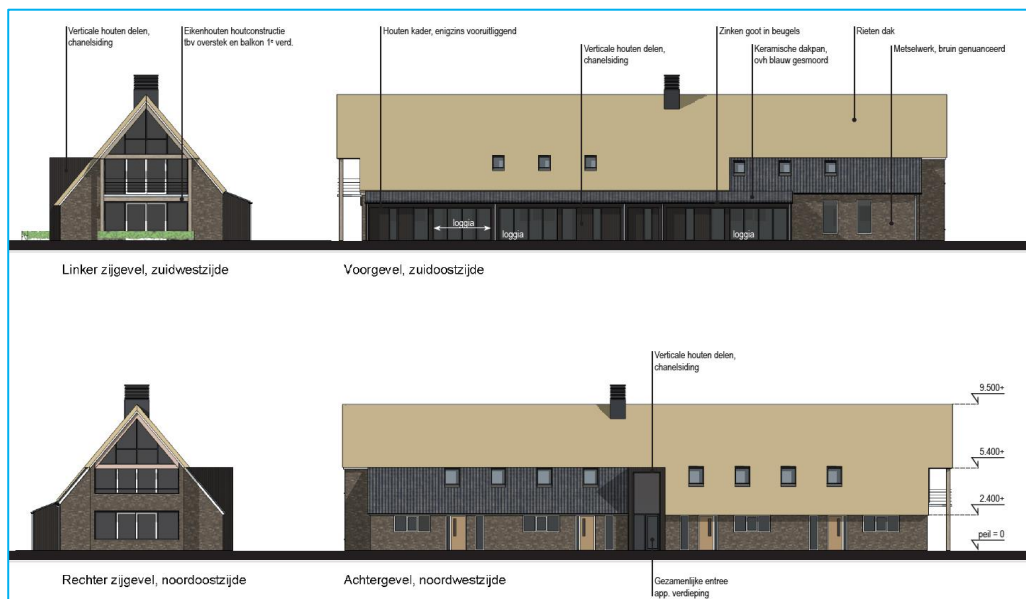 Verticale houten delen,
chanelsiding
Eikenhouten houtconstructie
tbv overstek en balkon 1e verd.
Houten kader, enigzins vooruitliggend
Verticale houten delen,
chanelsiding
Zinken goot in beugels
Keramische dakpan,
ovh blauw gesmoord
Rieten dak
Metselwerk, bruin genuanceerd
loggia
loggia
loggia
Linker zijgevel, zuidwestzijde
Voorgevel, zuidoostzijde
Verticale houten delen,
chanelsiding
9.500+
5.400+
2.400+
peil = 0
Rechter zijgevel, noordoostzijde
Achtergevel, noordwestzijde
Gezamenlijke entree
app. verdieping